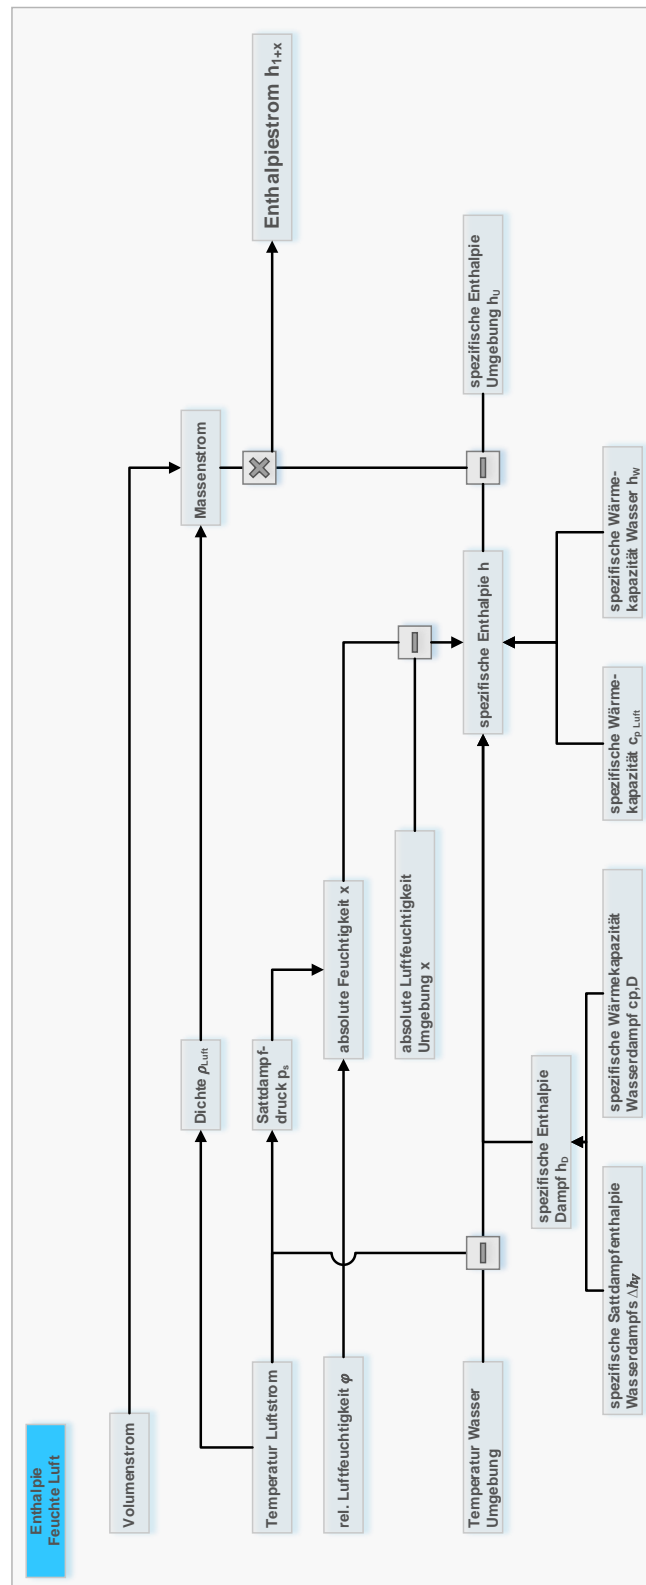 Enthalpie
Feuchte Luft
Volumenstrom
Temperatur Luftstrom
rel. Luftfeuchtigkeit φ
Temperatur Wasser
Umgebung
Dichte ρLuft
Sattdampf-
druck ps
absolute Feuchtigkeit x
absolute Luftfeuchtigkeit
Umgebung x
spezifische Enthalpie
Dampf hD
spezifische Sattdampfenthalpie
Wasserdampfs Δhv
spezifische Wärmekapazität
Wasserdampf cp,D
Massenstrom
spezifische Enthalpie h
spezifische Wärme-
kapazität cp Luft
spezifische Wärme-
kapazität Wasser hW
spezifische Enthalpie
Umgebung hU
Enthalpiestrom h1+x